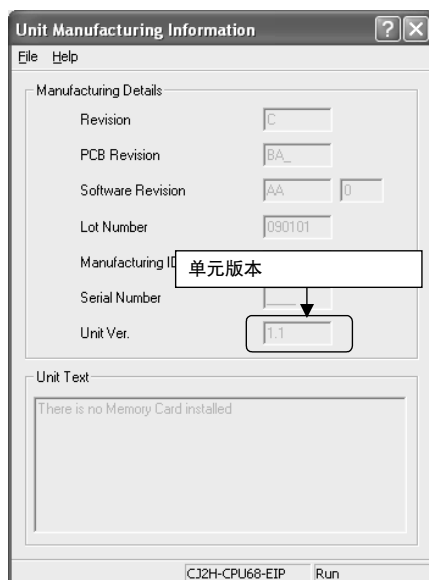 Unit Manufacturing Information
File Help
Manufacturing Details
Revision C
PCB Revision BA_
Software Revision AA 0
Lot Number 090101
Manufacturing ID
单元版本
Serial Number ___
Unit Ver. 1.1
Unit Text
There is no Memory Card installed
CJ2H-CPU68-EIP Run